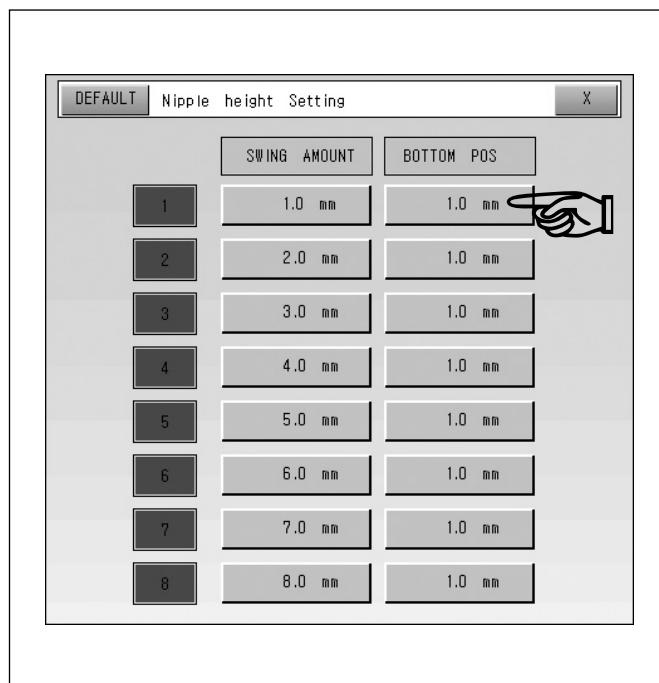 DEFAULT Nipple height Setting X
SWING AMOUNT BOTTOM POS
1 1.0 mm 1.0 mm
2 2.0 mm 1.0 mm
3 3.0 mm 1.0 mm
4 4.0 mm 1.0 mm
5 5.0 mm 1.0 mm
6 6.0 mm 1.0 mm
7 7.0 mm 1.0 mm
8 8.0 mm 1.0 mm